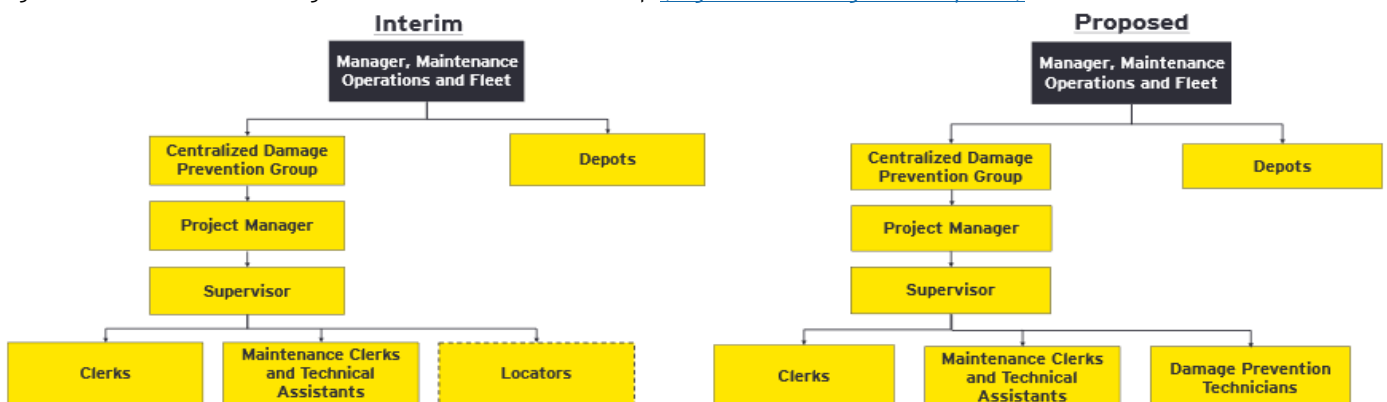 Interim
Manager, Maintenance
Operations and Fleet
Centralized Damage
Prevention Group
Depots
Project Manager
Supervisor
Clerks
Maintenance Clerks
and Technical
Assistants
Locators
Proposed
Manager, Maintenance
Operations and Fleet
Centralized Damage
Prevention Group
Depots
Project Manager
Supervisor
Clerks
Maintenance Clerks
and Technical
Assistants
Damage Prevention
Technicians